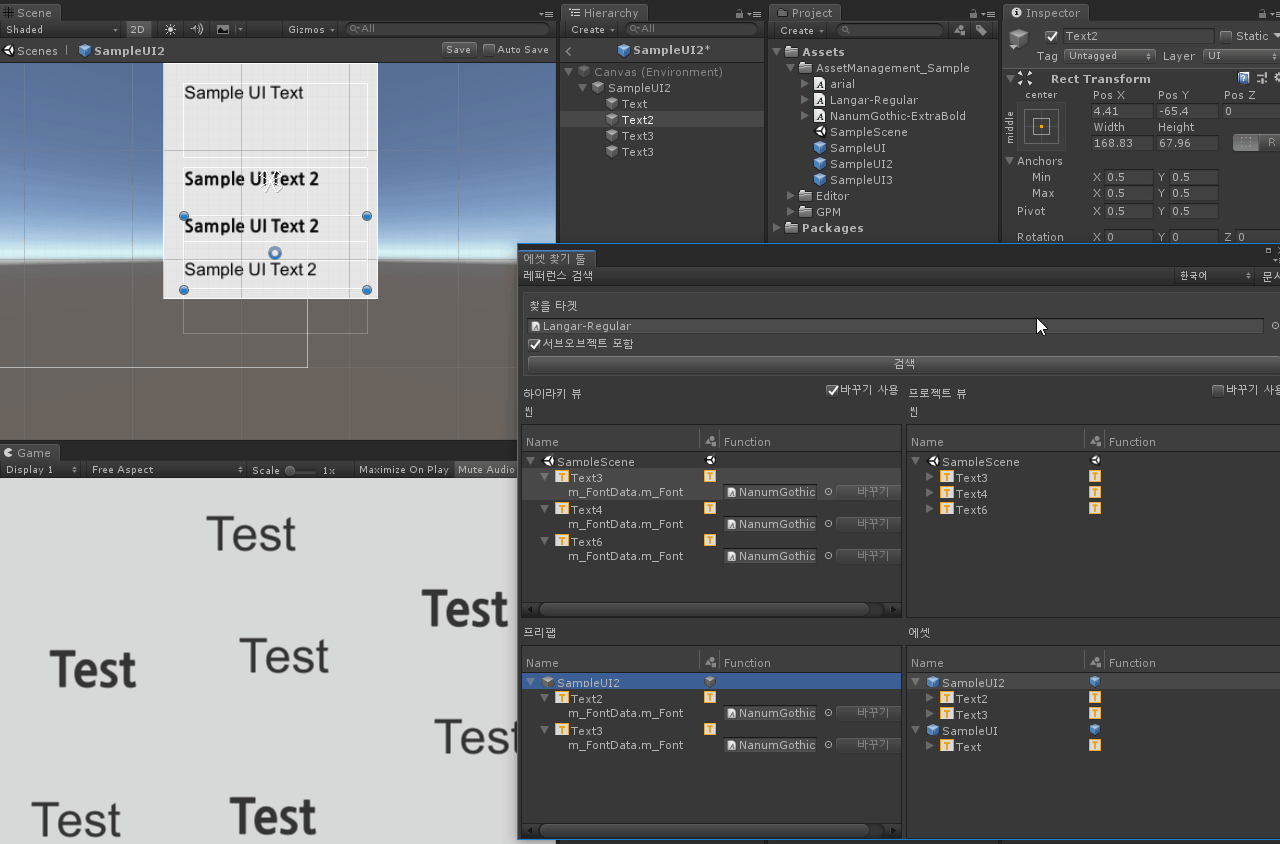 Scene
Shaded
2D
Gizmos
All
Scenes
SampleUI2
Save
Auto Save
Sample UI Text
Sample UI Text 2
Sample UI Text 2
Sample UI Text 2
Hierarchy
Create
All
SampleUI2*
Canvas (Environment)
SampleUI2
Text
Text2
Text3
Text3
Project
Create
Assets
AssetManagement_Sample
arial
Langar-Regular
NanumGothic-ExtraBold
SampleScene
SampleUI
SampleUI2
SampleUI3
Editor
GPM
Packages
Inspector
Text2
Static
Tag Untagged Layer UI
Rect Transform
center
middle
Pos X Pos Y Pos Z
4.41 -65.4 0
Width Height
168.83 67.96
R
Anchors
Min X 0.5 Y 0.5
Max X 0.5 Y 0.5
Pivot X 0.5 Y 0.5
Rotation X 0 Y 0 Z 0
Game
Display 1
Free Aspect
Scale 1x
Maximize On Play
Mute Audio
Test
Test
Test
Test
Test
Test
Test
에셋 찾기 툴
레퍼런스 검색
한국어
문서
찾을 타겟
Langar-Regular
서브오브젝트 포함
검색
하이라키 뷰
바꾸기 사용
씬
Name Function
SampleScene
Text3
m_FontData.m_Font NanumGothic 바꾸기
Text4
m_FontData.m_Font NanumGothic 바꾸기
Text6
m_FontData.m_Font NanumGothic 바꾸기
프로젝트 뷰
바꾸기 사용
씬
Name Function
SampleScene
Text3
Text4
Text6
프리팹
Name Function
SampleUI2
Text2
m_FontData.m_Font NanumGothic 바꾸기
Text3
m_FontData.m_Font NanumGothic 바꾸기
에셋
Name Function
SampleUI2
Text2
Text3
SampleUI
Text